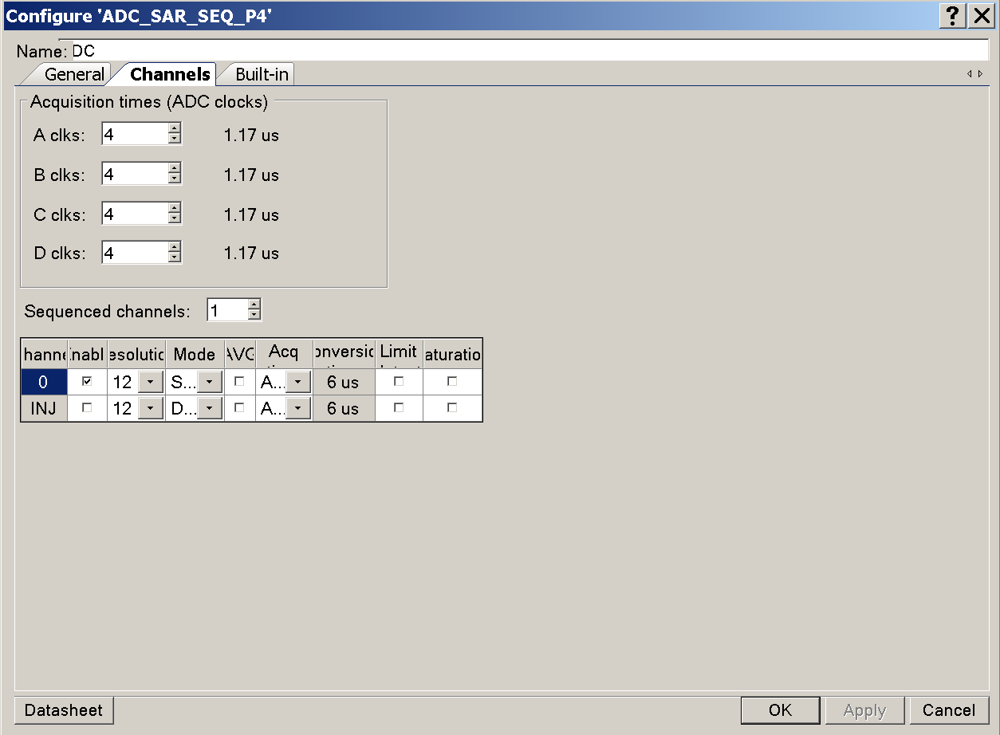 Configure 'ADC_SAR_SEQ_P4'
Name: DC
General Channels Built-in
Acquisition times (ADC clocks)
A clks: 4 1.17 us
B clks: 4 1.17 us
C clks: 4 1.17 us
D clks: 4 1.17 us
Sequenced channels: 1
hanne nabl esolutio Mode AVG Acq onversio Limit aturatio
0 12 S... A... 6 us
INJ 12 D... A... 6 us
Datasheet OK Apply Cancel